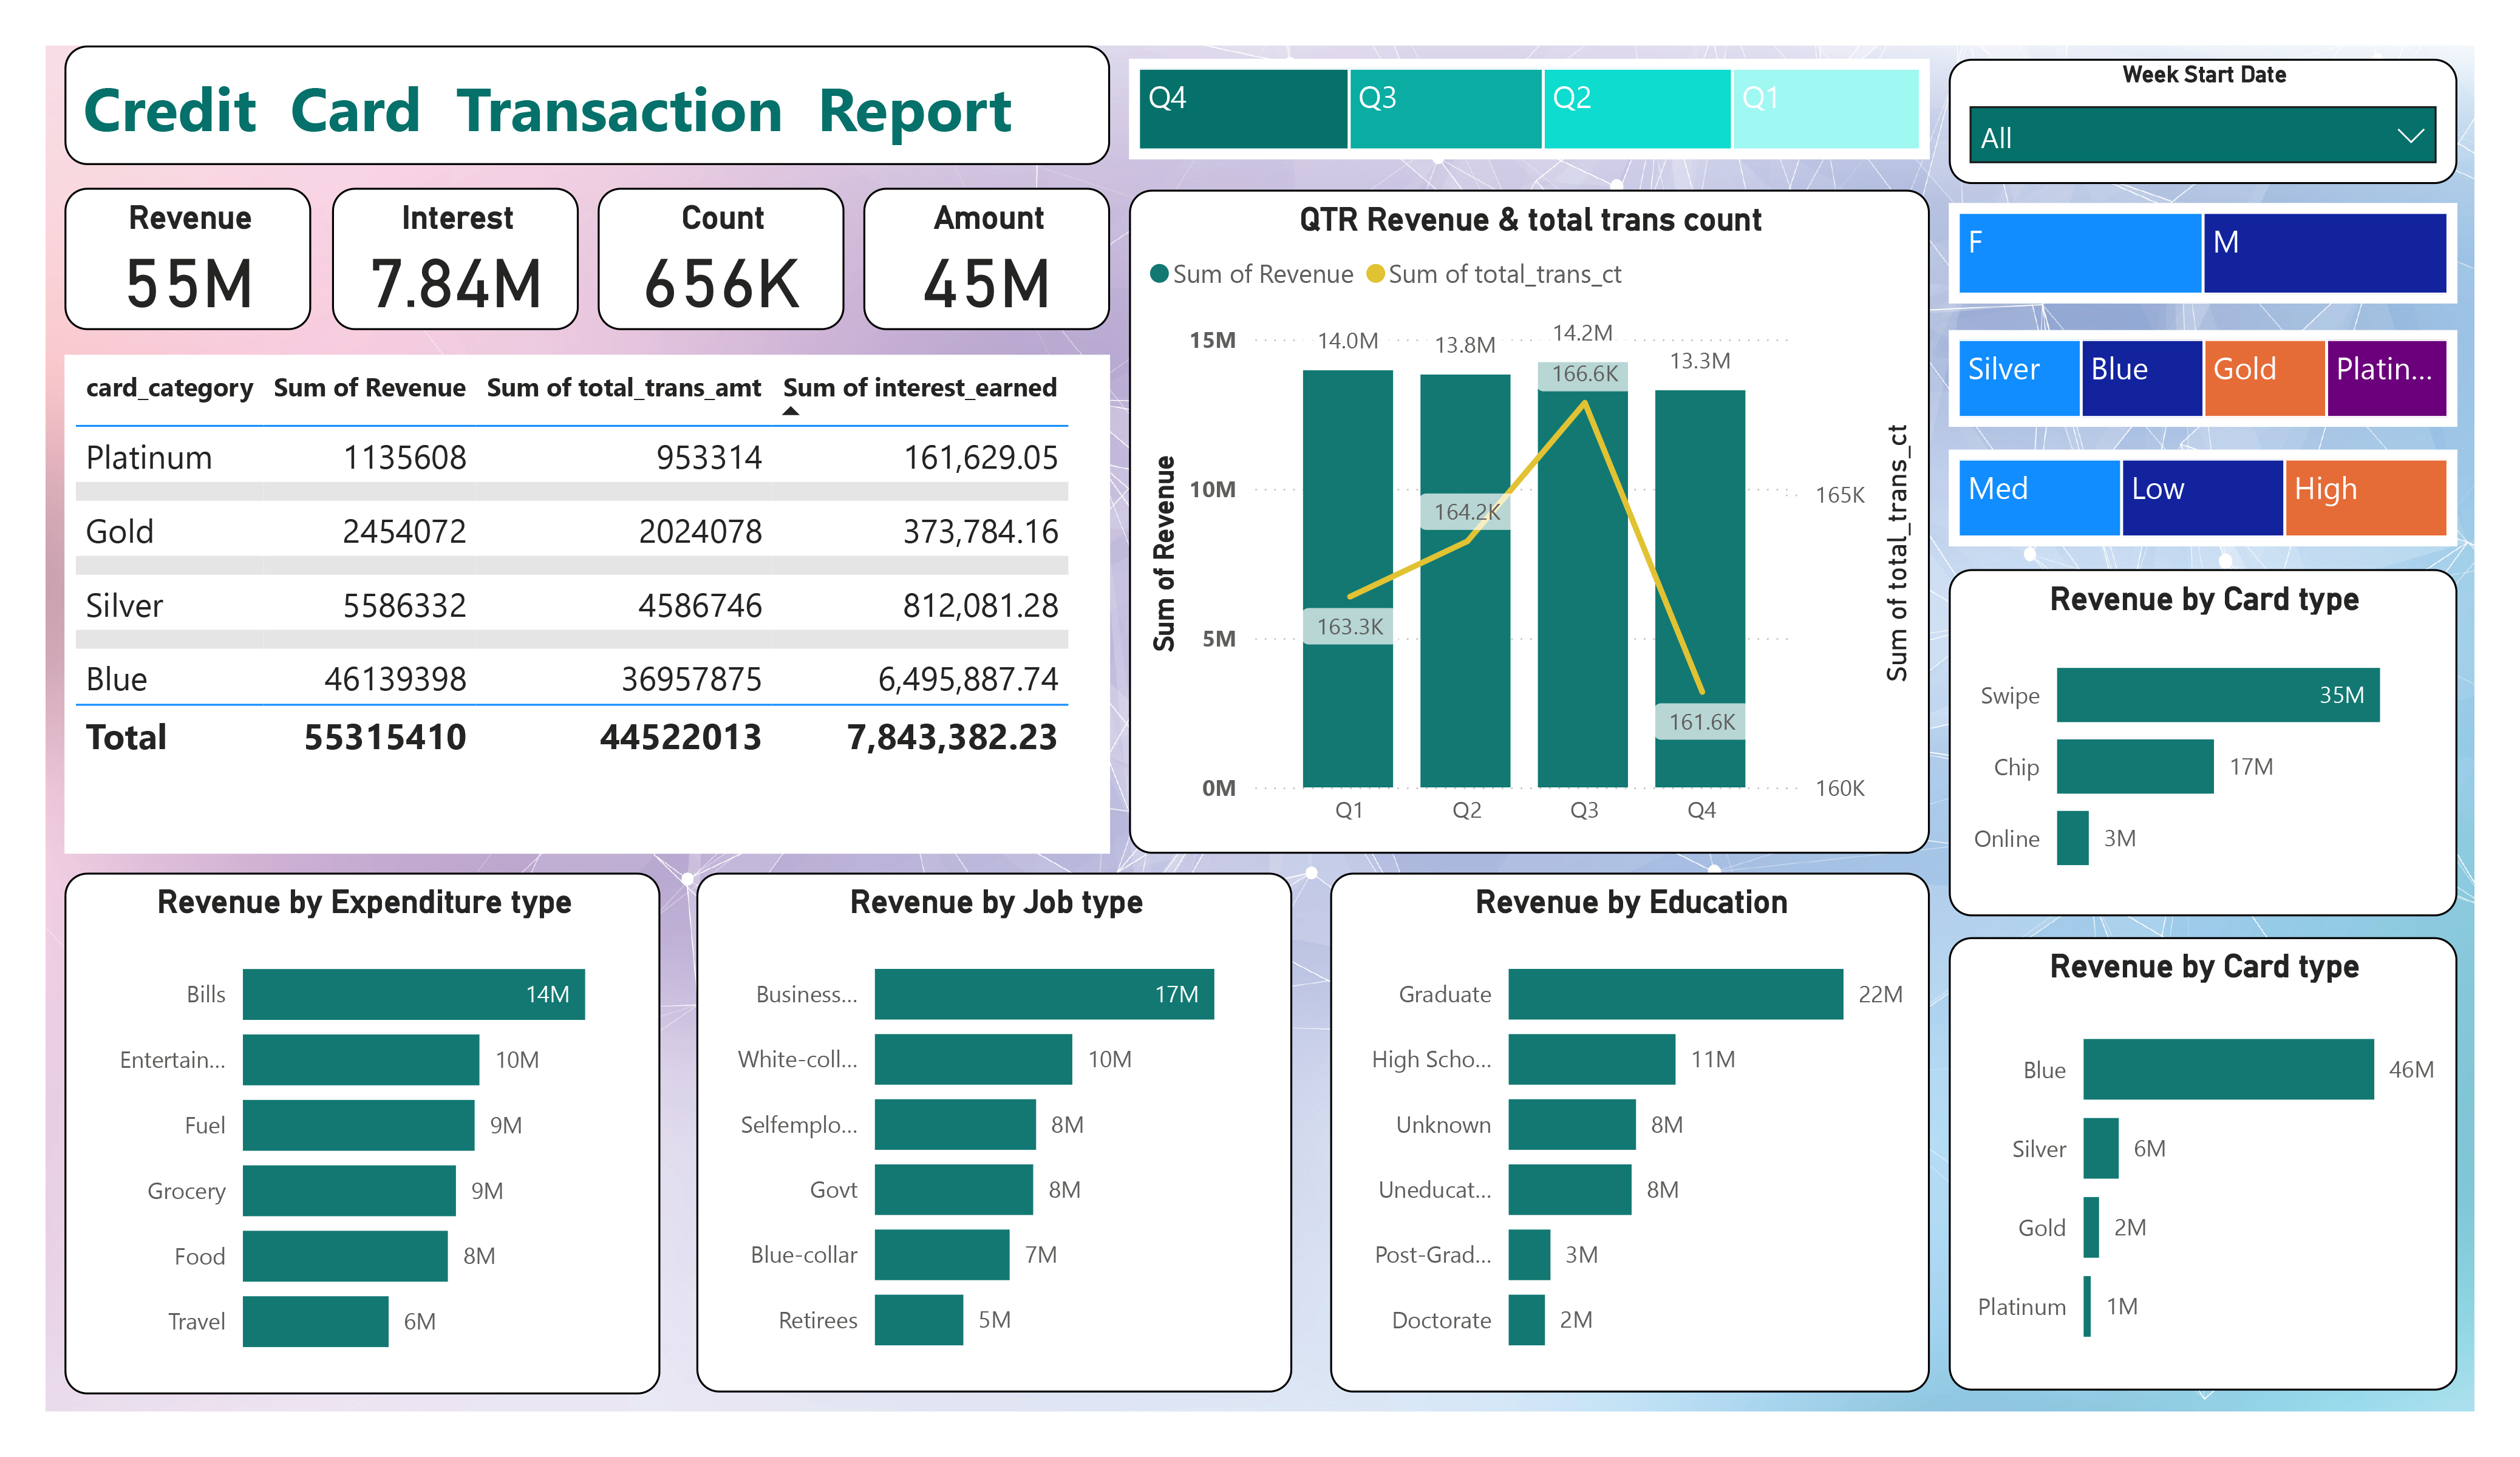 Credit Card Transaction Report
Q4 Q3 Q2 Q1
Week Start Date
All
Revenue
55M
Interest
7.84M
Count
656K
Amount
45M
F M
Silver Blue Gold Platin...
Med Low High
card_category Sum of Revenue Sum of total_trans_amt Sum of interest_earned
Platinum 1135608 953314 161,629.05
Gold 2454072 2024078 373,784.16
Silver 5586332 4586746 812,081.28
Blue 46139398 36957875 6,495,887.74
Total 55315410 44522013 7,843,382.23
QTR Revenue & total trans count
Sum of Revenue Sum of total_trans_ct
Sum of Revenue
15M
10M
5M
0M
14.0M 13.8M 14.2M 13.3M
163.3K 164.2K 166.6K 161.6K
165K
160K
Sum of total_trans_ct
Q1 Q2 Q3 Q4
Revenue by Card type
Swipe 35M
Chip 17M
Online 3M
Revenue by Expenditure type
Bills 14M
Entertain... 10M
Fuel 9M
Grocery 9M
Food 8M
Travel 6M
Revenue by Job type
Business... 17M
White-coll... 10M
Selfemplo... 8M
Govt 8M
Blue-collar 7M
Retirees 5M
Revenue by Education
Graduate 22M
High Scho... 11M
Unknown 8M
Uneducat... 8M
Post-Grad... 3M
Doctorate 2M
Revenue by Card type
Blue 46M
Silver 6M
Gold 2M
Platinum 1M